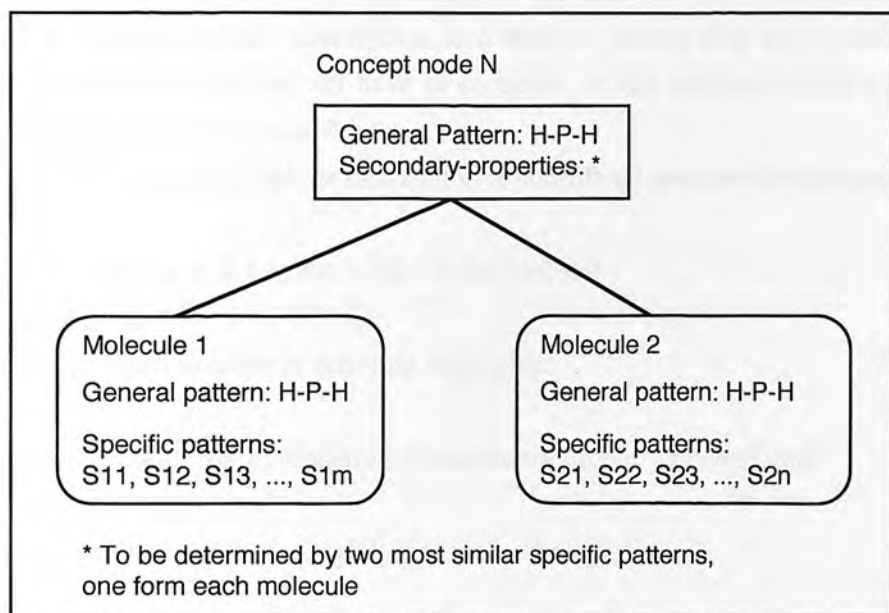 Concept node N
General Pattern: H-P-H
Secondary-properties: *
Molecule 1
General pattern: H-P-H
Specific patterns:
S11, S12, S13, ..., S1m
Molecule 2
General pattern: H-P-H
Specific patterns:
S21, S22, S23, ..., S2n
* To be determined by two most similar specific patterns,
one form each molecule